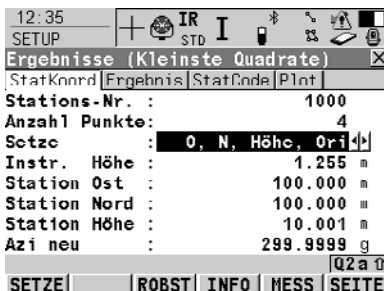 12:35
SETUP
IR
STD
I
Ergebnisse (Kleinste Quadrate)
StatKoord Ergebnis StatCode Plot
Stations-Nr. : 1000
Anzahl Punkte: 4
Setze : O, N, Höhe, Ori
Instr. Höhe : 1.255 m
Station Ost : 100.000 m
Station Nord : 100.000 m
Station Höhe : 10.001 m
Azi neu : 299.9999 g
Q2a⇧
SETZE ROBST INFO MESS SEITE